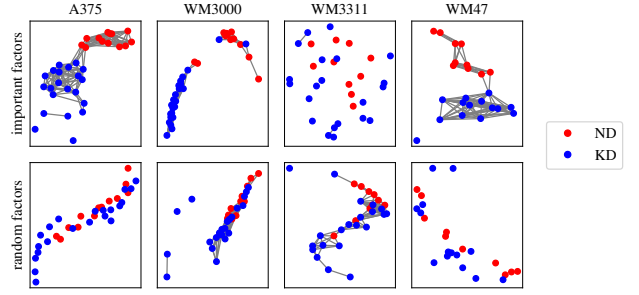 A375 WM3000 WM3311 WM47
important factors
random factors
ND
KD